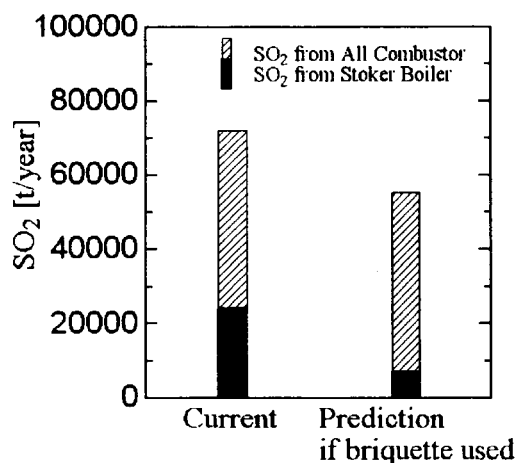 100000
80000
60000
40000
20000
0
SO2 [t/year]
SO2 from All Combustor
SO2 from Stoker Boiler
Current
Prediction
if briquette used